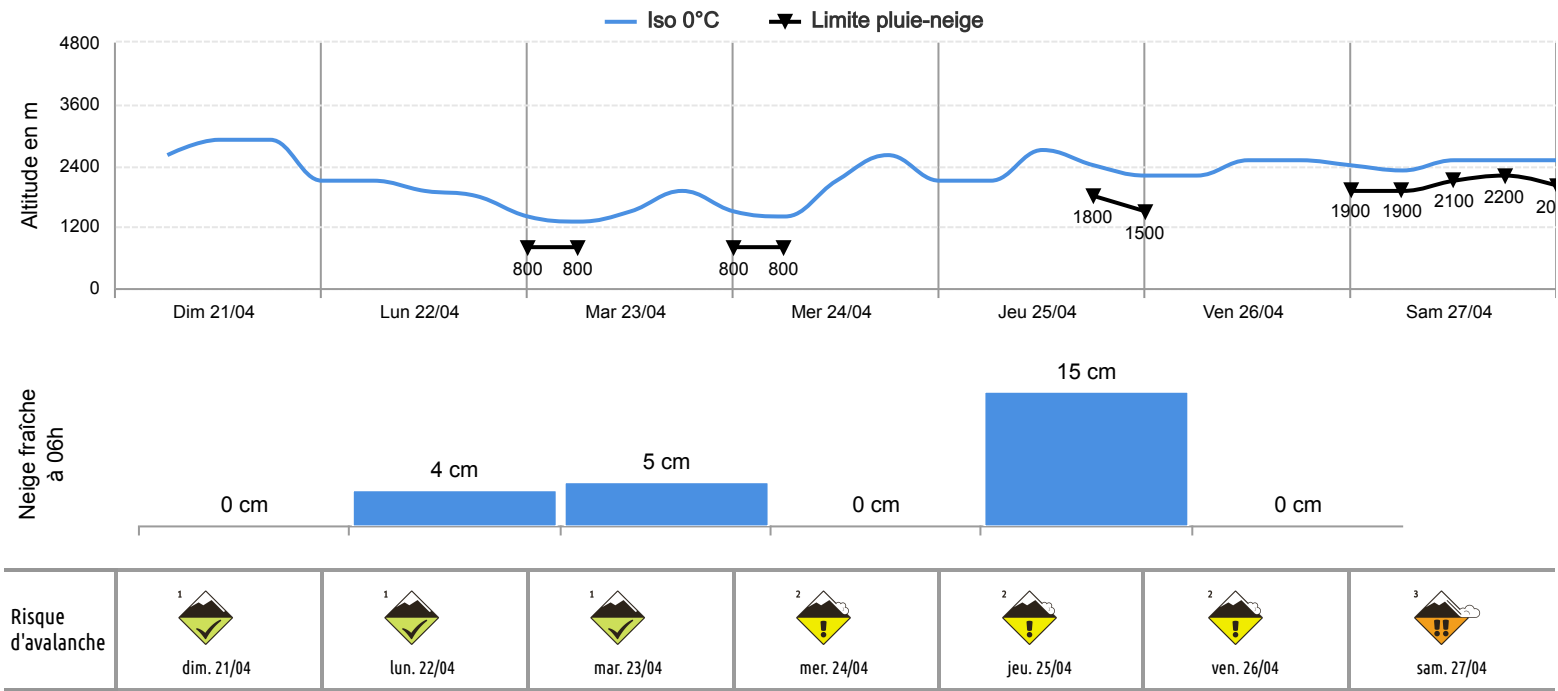 Iso 0°C Limite pluie-neige
4800
3600
2400
1200
0
Altitude en m
1900 1900 2100 2200 20
1800
1500
800 800 800 800
Dim 21/04 Lun 22/04 Mar 23/04 Mer 24/04 Jeu 25/04 Ven 26/04 Sam 27/04
Neige fraîche
à 06h
0 cm 4 cm 5 cm 0 cm 15 cm 0 cm
Risque
d'avalanche
1 1 1 2 2 2 3
! ! ! !!
dim. 21/04 lun. 22/04 mar. 23/04 mer. 24/04 jeu. 25/04 ven. 26/04 sam. 27/04